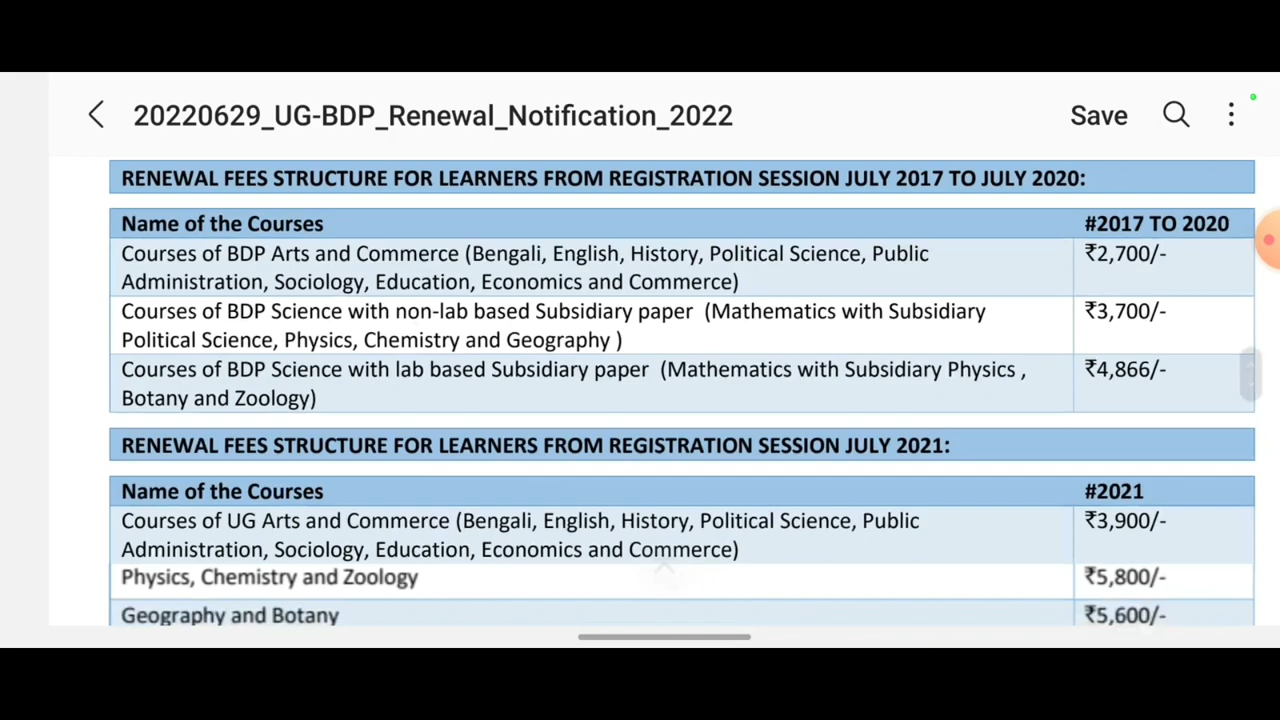 20220629_UG-BDP_Renewal_Notification_2022
Save
RENEWAL FEES STRUCTURE FOR LEARNERS FROM REGISTRATION SESSION JULY 2017 TO JULY 2020:
Name of the Courses #2017 TO 2020
Courses of BDP Arts and Commerce (Bengali, English, History, Political Science, Public ₹2,700/-
Administration, Sociology, Education, Economics and Commerce)
Courses of BDP Science with non-lab based Subsidiary paper (Mathematics with Subsidiary ₹3,700/-
Political Science, Physics, Chemistry and Geography )
Courses of BDP Science with lab based Subsidiary paper (Mathematics with Subsidiary Physics , ₹4,866/-
Botany and Zoology)
RENEWAL FEES STRUCTURE FOR LEARNERS FROM REGISTRATION SESSION JULY 2021:
Name of the Courses #2021
Courses of UG Arts and Commerce (Bengali, English, History, Political Science, Public ₹3,900/-
Administration, Sociology, Education, Economics and Commerce)
Physics, Chemistry and Zoology ₹5,800/-
Geography and Botany ₹5,600/-